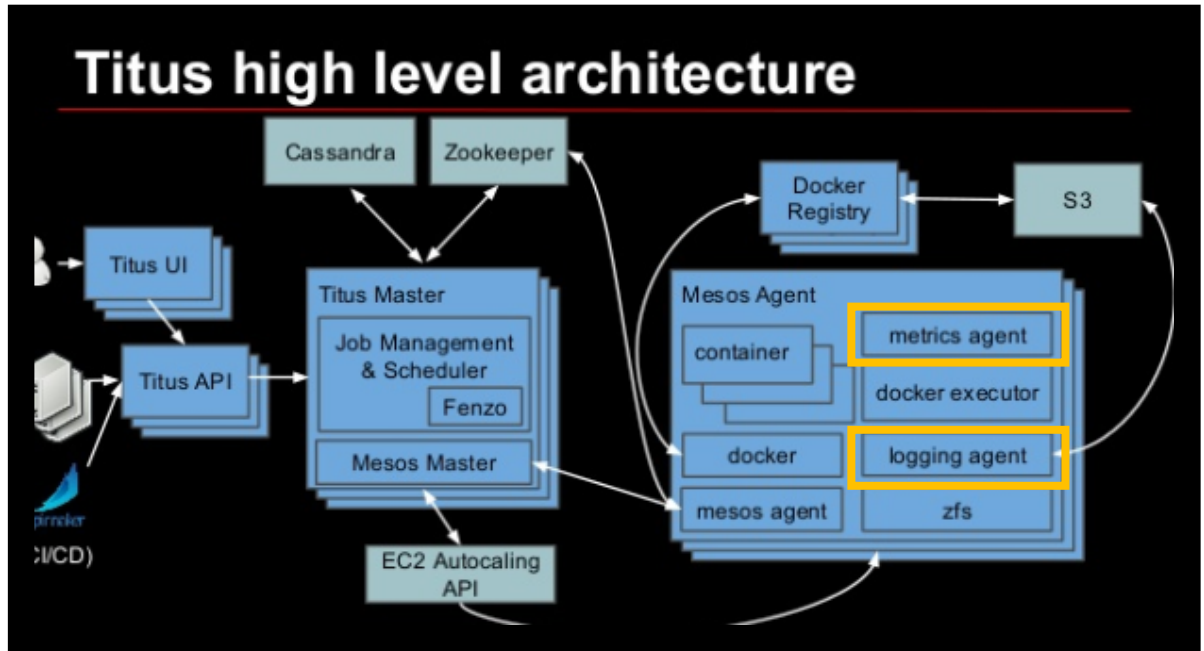 Titus high level architecture
Cassandra
Zookeeper
Docker
Registry
S3
Titus UI
Titus Master
Mesos Agent
Job Management
& Scheduler
Fenzo
container
metrics agent
Titus API
docker executor
Mesos Master
docker
logging agent
mesos agent
zfs
EC2 Autocaling
API
CI/CD)